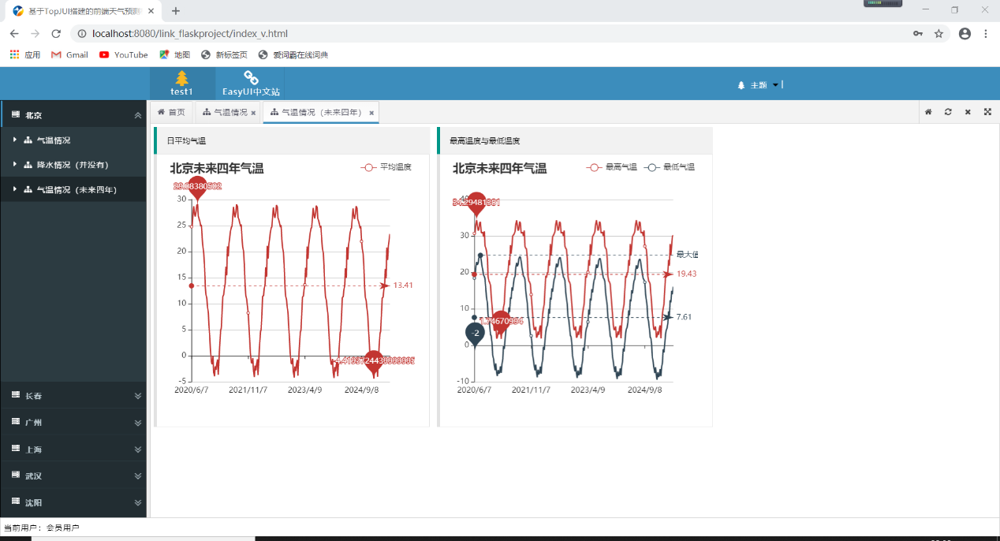 基于TopJUI搭建的前端天气预测
localhost:8080/link_flaskproject/index_v.html
应用 Gmail YouTube 地图 新标签页 爱词霸在线词典
test1 EasyUI中文站 主题
北京
气温情况
降水情况（并没有）
气温情况（未来四年）
长春
广州
上海
武汉
沈阳
首页 气温情况 气温情况（未来四年）
日平均气温
北京未来四年气温 平均温度
29.08380502
30
25
20
15
10
5
0
-5
13.41
2020/6/7 2021/11/7 2023/4/9 2024/9/8
最高温度与最低温度
北京未来四年气温 最高气温 最低气温
40
30
20
10
0
-10
最大值
19.43
7.61
-2
2020/6/7 2021/11/7 2023/4/9 2024/9/8
当前用户：会员用户